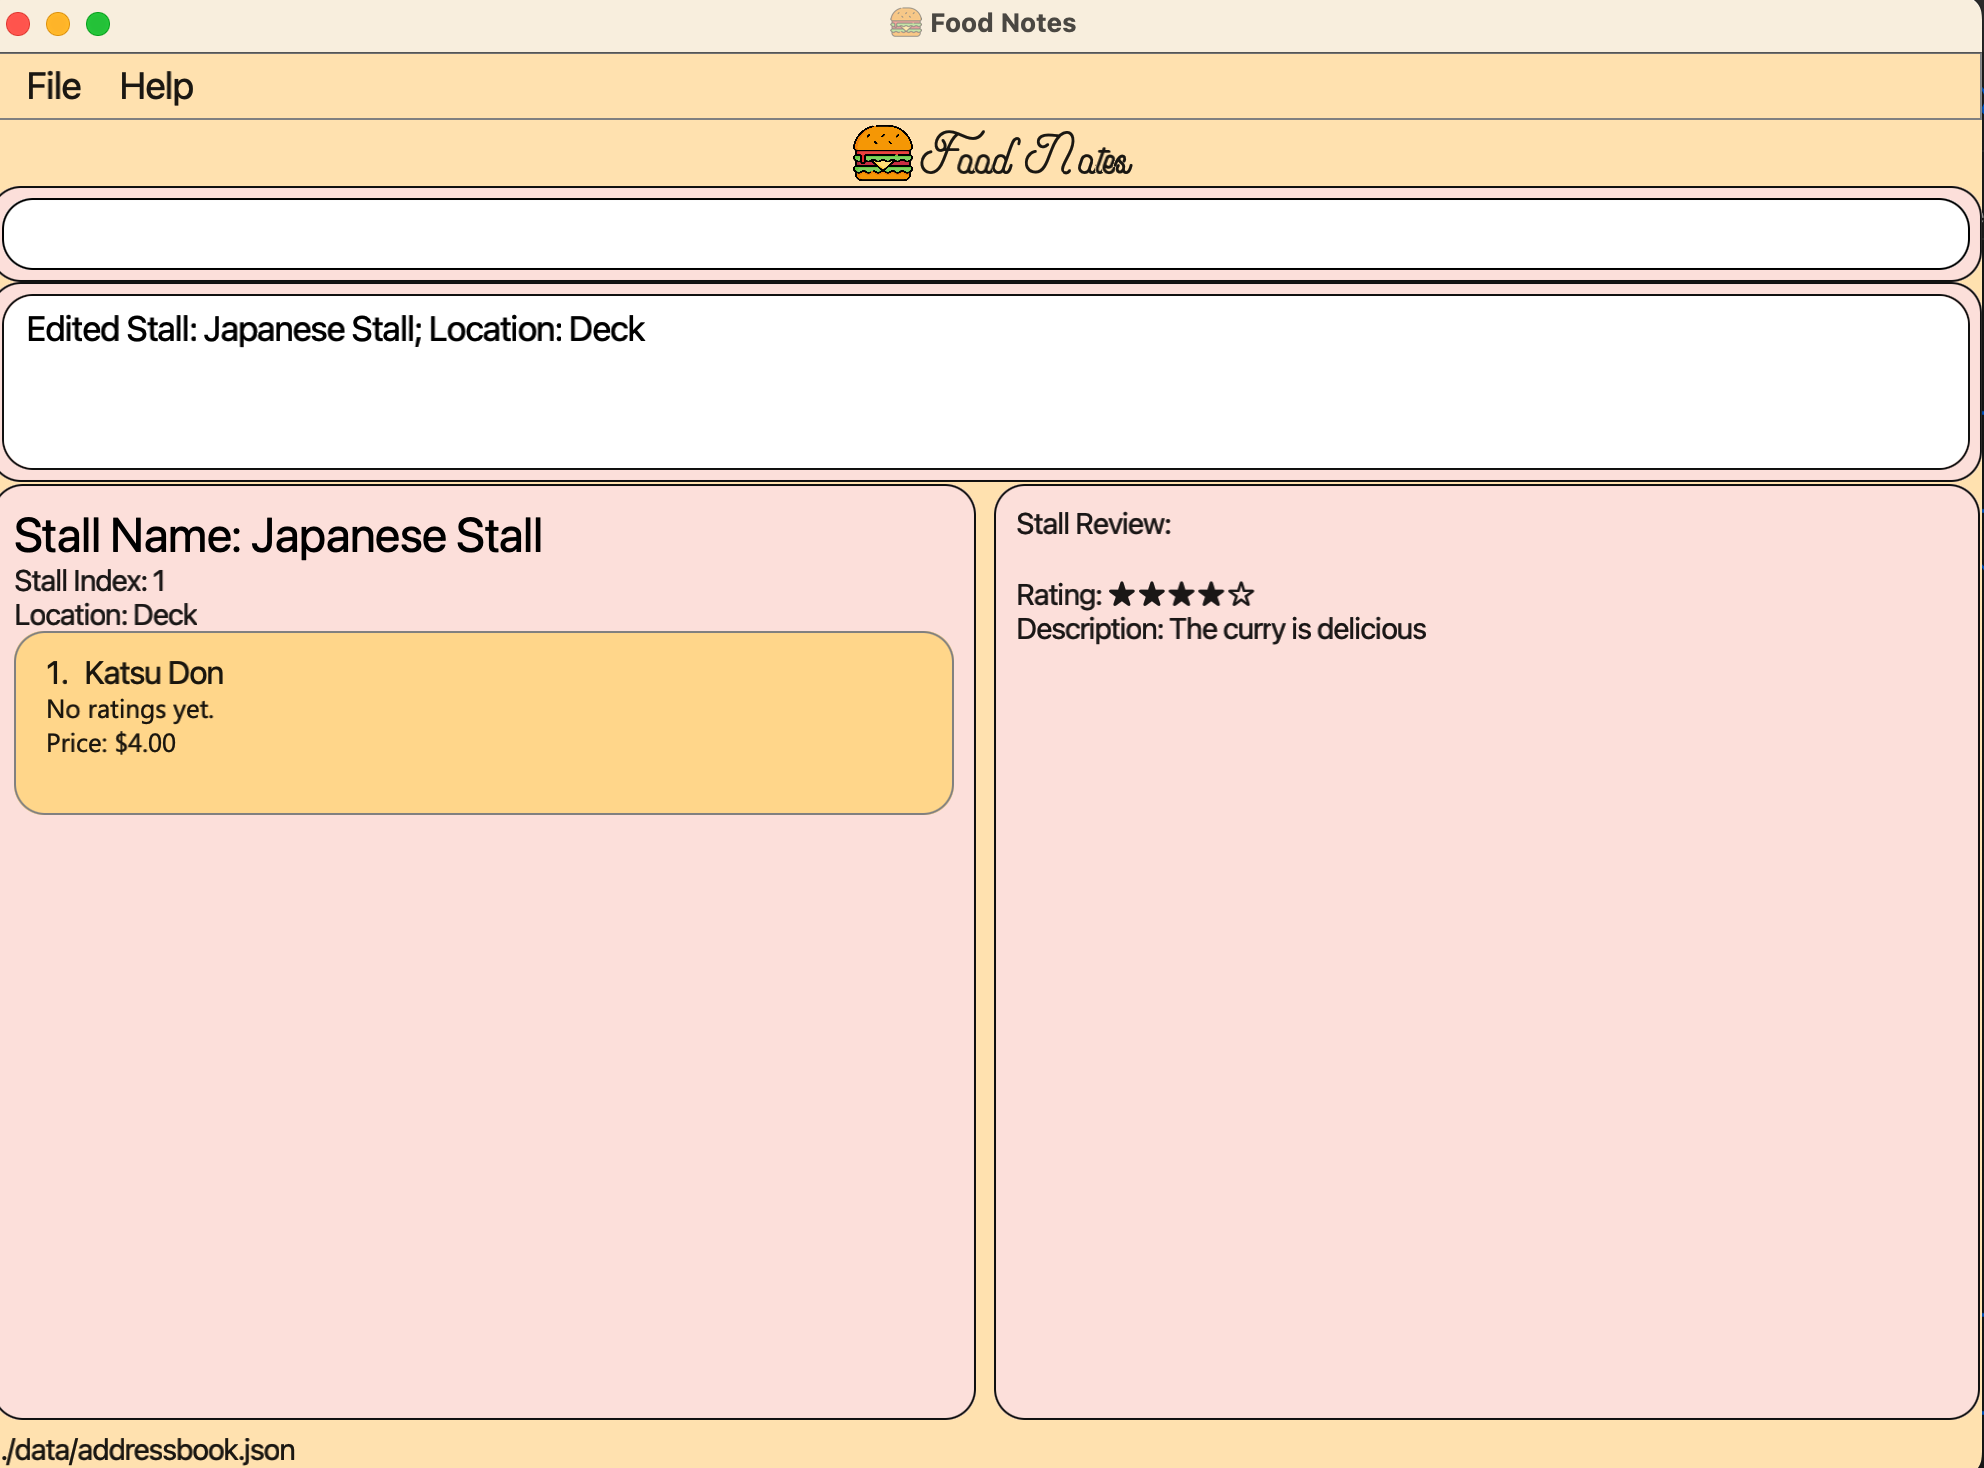 Food Notes
File Help
Food Notes
Edited Stall: Japanese Stall; Location: Deck
Stall Name: Japanese Stall
Stall Index: 1
Location: Deck
1. Katsu Don
No ratings yet.
Price: $4.00
Stall Review:
Rating: ★★★★☆
Description: The curry is delicious
./data/addressbook.json